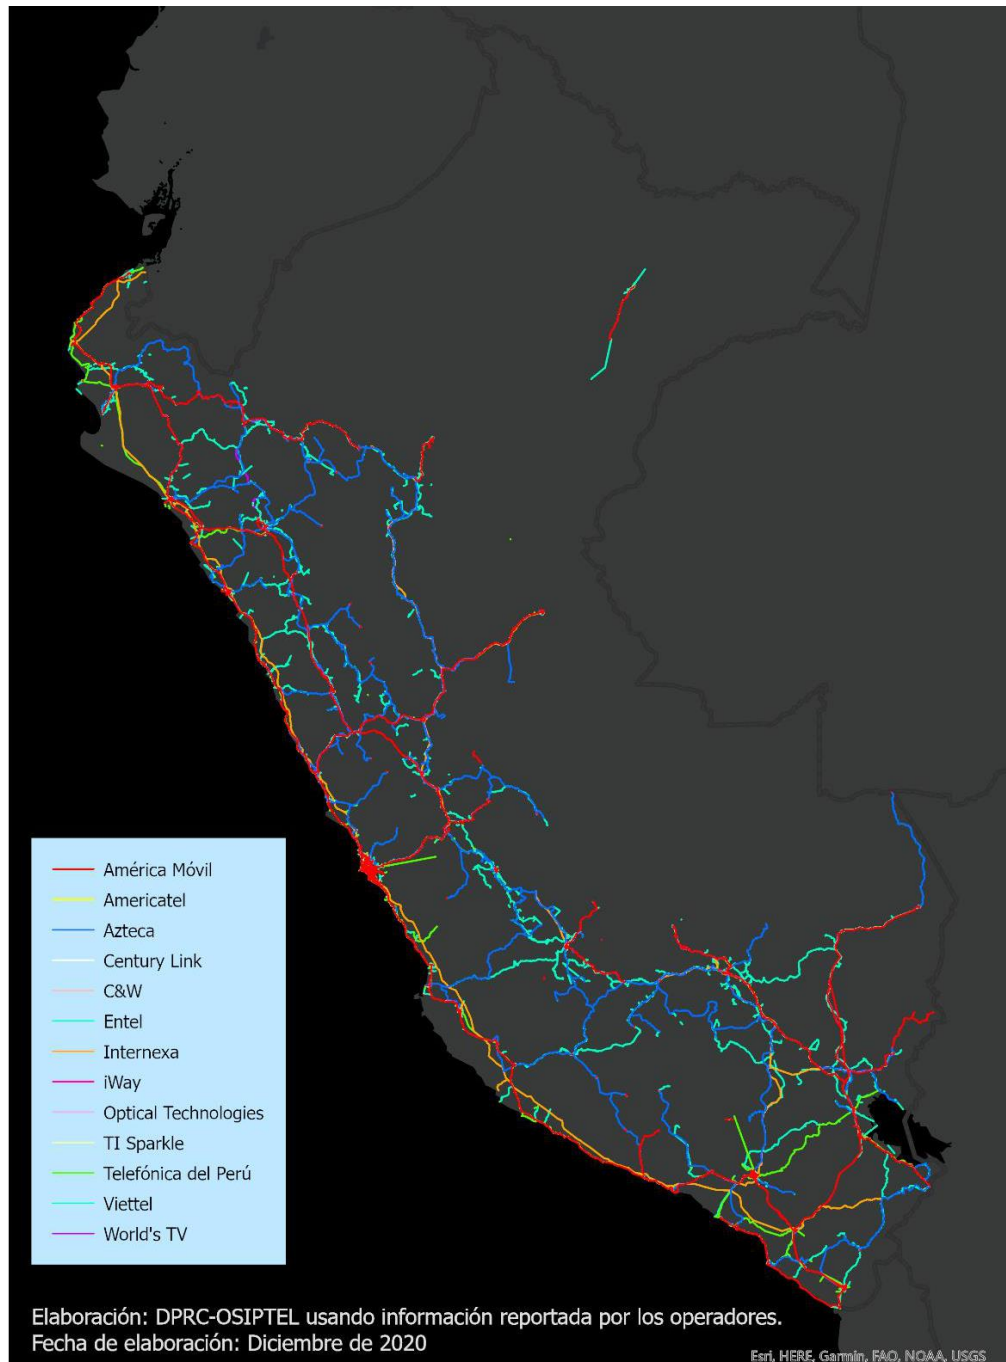 América Móvil
Americatel
Azteca
Century Link
C&W
Entel
Internexa
iWay
Optical Technologies
TI Sparkle
Telefónica del Perú
Viettel
World's TV
Elaboración: DPRC-OSIPTEL usando información reportada por los operadores.
Fecha de elaboración: Diciembre de 2020
Esri, HERE, Garmin, FAO, NOAA, USGS